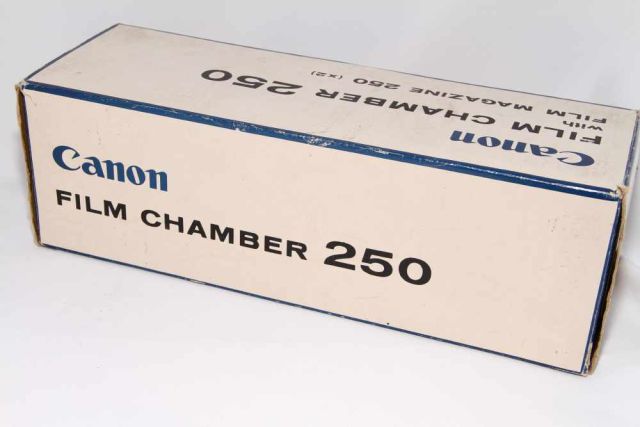 Canon
FILM CHAMBER 250
Canon
FILM CHAMBER 250
with
FILM MAGAZINE 250 (x2)